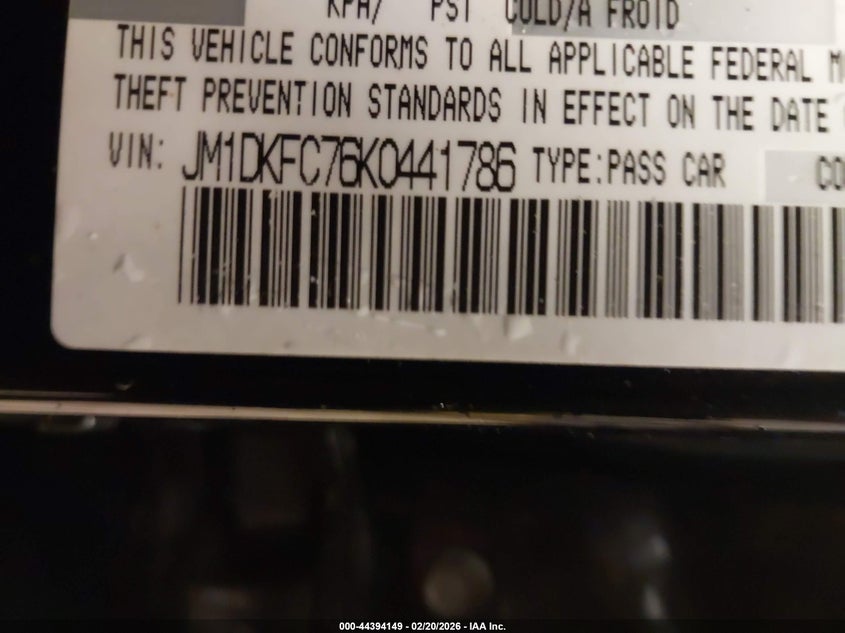 KPA/ PSI COLD/A FROID
THIS VEHICLE CONFORMS TO ALL APPLICABLE FEDERAL
THEFT PREVENTION STANDARDS IN EFFECT ON THE DATE
VIN: JM1DKFC76K0441786 TYPE:PASS CAR CO
000-44394149 - 02/20/2026 - IAA Inc.